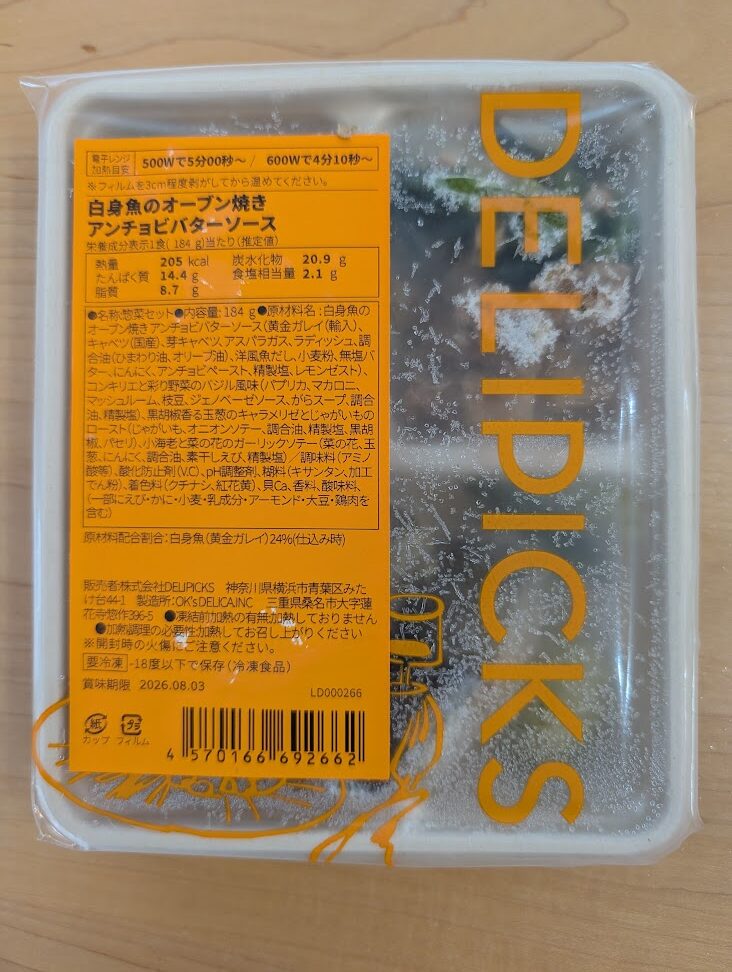 電子レンジ
加熱目安
500Wで5分00秒～ / 600Wで4分10秒～
※フィルムを3cm程度剥がしてから温めてください。
白身魚のオーブン焼き
アンチョビバターソース
栄養成分表示1食( 184 g)当たり(推定値)
熱量 205 kcal 炭水化物 20.9 g
たんぱく質 14.4 g 食塩相当量 2.1 g
脂質 8.7 g
●名称:惣菜セット●内容量:184 g●原材料名:白身魚の
オーブン焼きアンチョビバターソース(黄金ガレイ(輸入)、
キャベツ(国産)、芽キャベツ、アスパラガス、ラディッシュ、調
合油(ひまわり油、オリーブ油)、洋風魚だし、小麦粉、無塩バ
ター、にんにく、アンチョビペースト、精製塩、レモンゼスト)、
コンキリエと彩り野菜のバジル風味(パプリカ、マカロニ、
マッシュルーム、枝豆、ジェノベーゼソース、がらスープ、調合
油、精製塩)、黒胡椒香る玉葱のキャラメリゼとじゃがいもの
ロースト(じゃがいも、オニオンソテー、調合油、精製塩、黒胡
椒、パセリ)、小海老と菜の花のガーリックソテー(菜の花、玉
葱、にんにく、調合油、素干しえび、精製塩)／調味料(アミノ
酸等)、酸化防止剤(V.C)、pH調整剤、糊料(キサンタン、加工
でん粉)、着色料(クチナシ、紅花黄)、貝Ca、香料、酸味料、
(一部にえび・かに・小麦・乳成分・アーモンド・大豆・鶏肉を
含む)
原材料配合割合:白身魚(黄金ガレイ)24%(仕込み時)
販売者:株式会社DELIPICKS 神奈川県横浜市青葉区みた
け台44-1 製造所:OK's DELICA.INC 三重県桑名市大字蓮
花寺惣作396-5 ●凍結前加熱の有無:加熱しておりません
●加熱調理の必要性:加熱してお召し上がりください
※開封時の火傷にご注意ください。
要冷凍 -18度以下で保存(冷凍食品)
賞味期限 2026.08.03
LD000266
紙 プラ
カップ フィルム
4 570166 692662
DELIPICKS